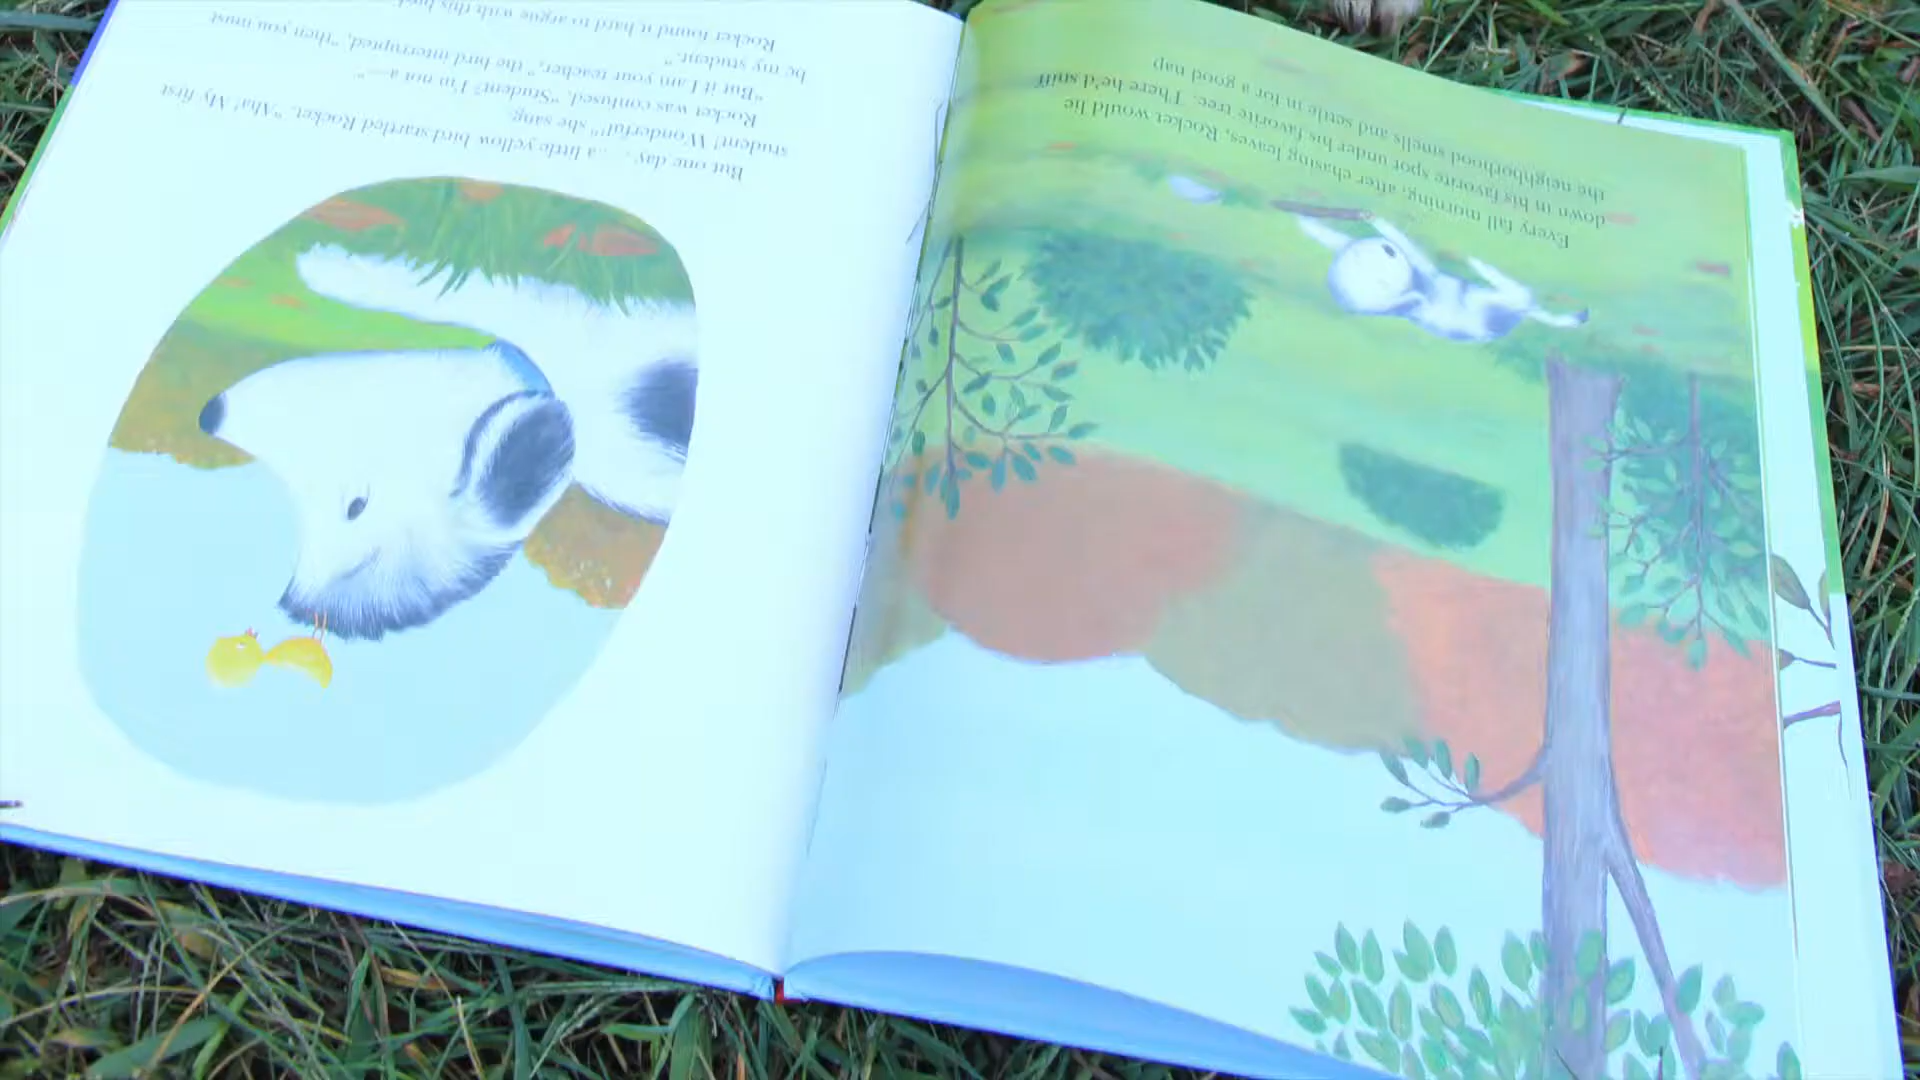 Every fall morning, after chasing leaves, Rocket would lie
down in his favorite spot under his favorite tree. There he'd sniff
the neighborhood smells and settle in for a good nap
But one day . . . a little yellow bird startled Rocket. “Aha! My first
student! Wonderful!” she sang.
Rocket was confused. “Student? I'm not a—”
“But if I am your teacher,” the bird interrupted, “then you must
be my student.”
Rocket found it hard to argue with this bird